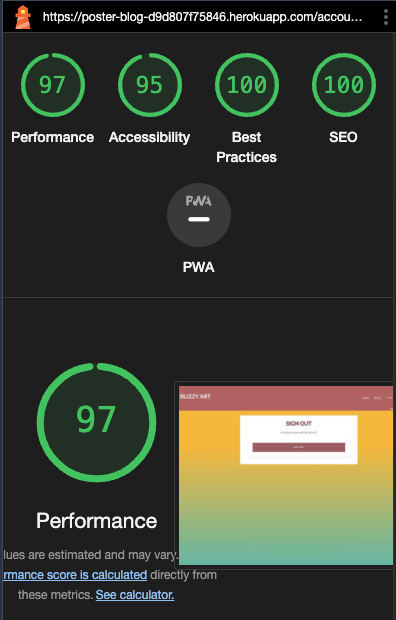 https://poster-blog-d9d807f75846.herokuapp.com/accou...
97
95
100
100
Performance
Accessibility
Best
Practices
SEO
PWA
PWA
97
Performance
BLIZZY ART
SIGN OUT
lues are estimated and may vary.
rmance score is calculated directly from
these metrics. See calculator.